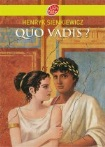 HENRYK SIENKIEWICZ
QUO VADIS ?